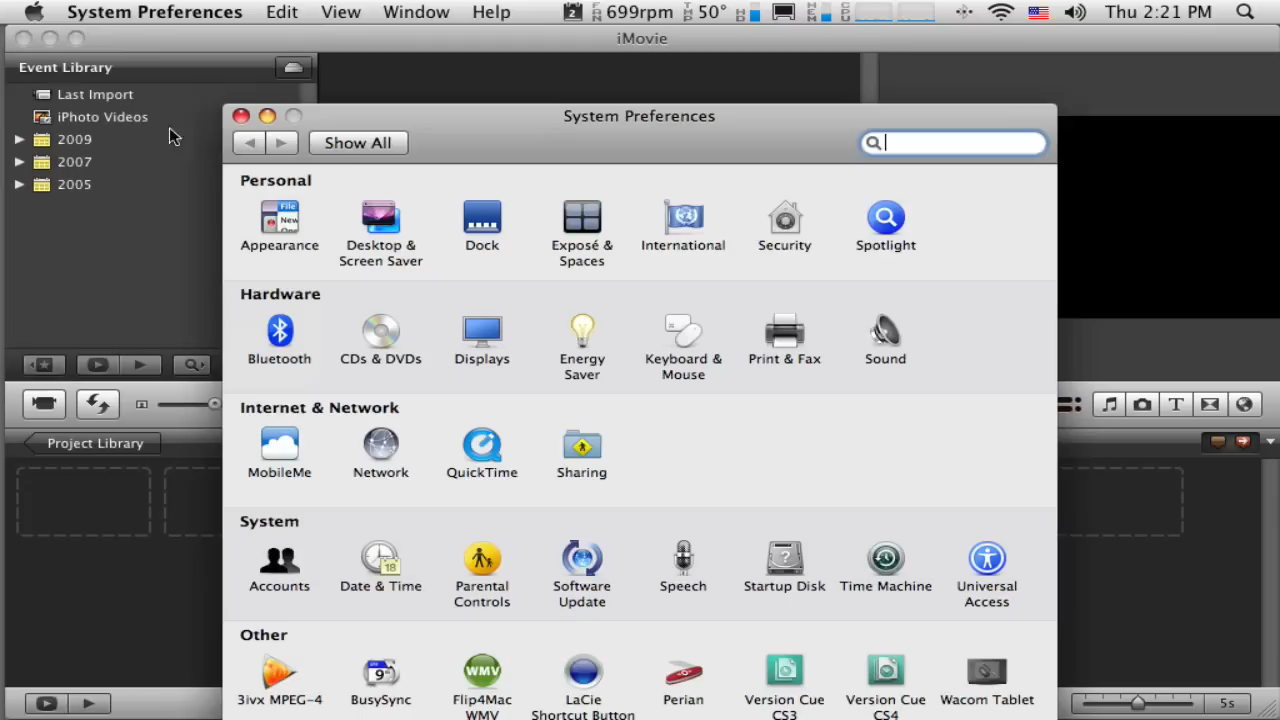 System Preferences Edit View Window Help 699rpm 50° Thu 2:21 PM
iMovie
Event Library
Last Import
iPhoto Videos
2009
2007
2005
Project Library
5s
System Preferences
Show All
Personal
Appearance
Desktop &
Screen Saver
Dock
Exposé &
Spaces
International
Security
Spotlight
Hardware
Bluetooth
CDs & DVDs
Displays
Energy
Saver
Keyboard &
Mouse
Print & Fax
Sound
Internet & Network
MobileMe
Network
QuickTime
Sharing
System
Accounts
Date & Time
Parental
Controls
Software
Update
Speech
Startup Disk
Time Machine
Universal
Access
Other
3ivx MPEG-4
BusySync
Flip4Mac
WMV
LaCie
Shortcut Button
Perian
Version Cue
CS3
Version Cue
CS4
Wacom Tablet